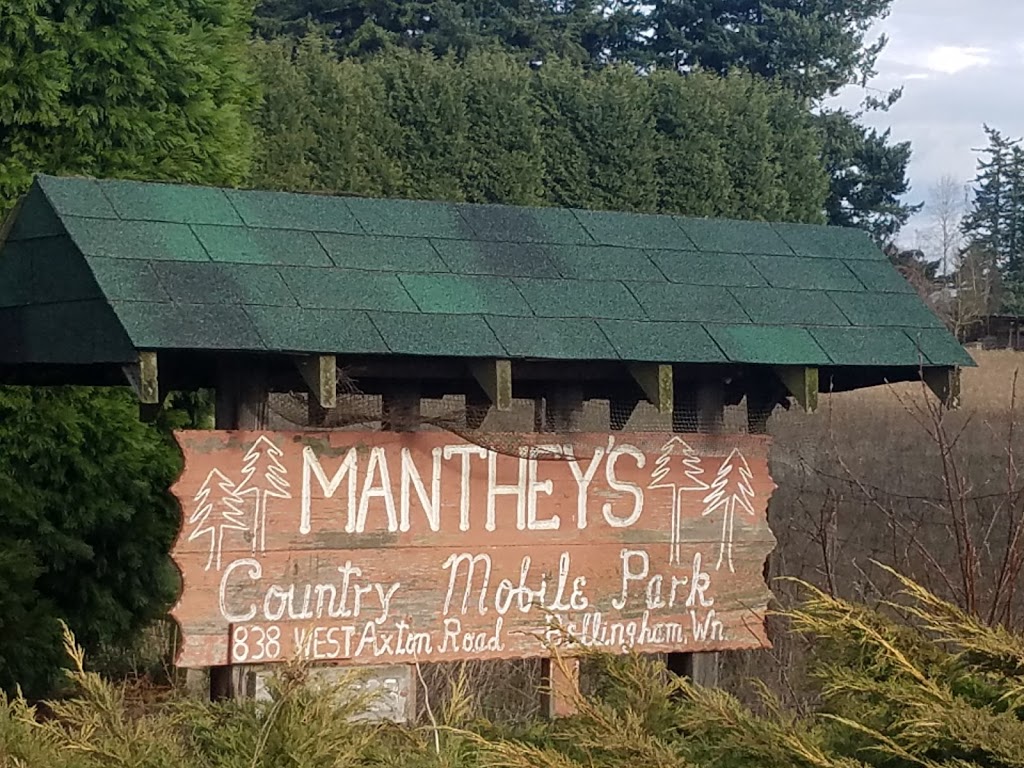 MANTHEY'S
Country Mobile Park
838 WEST Axton Road Bellingham, Wn.